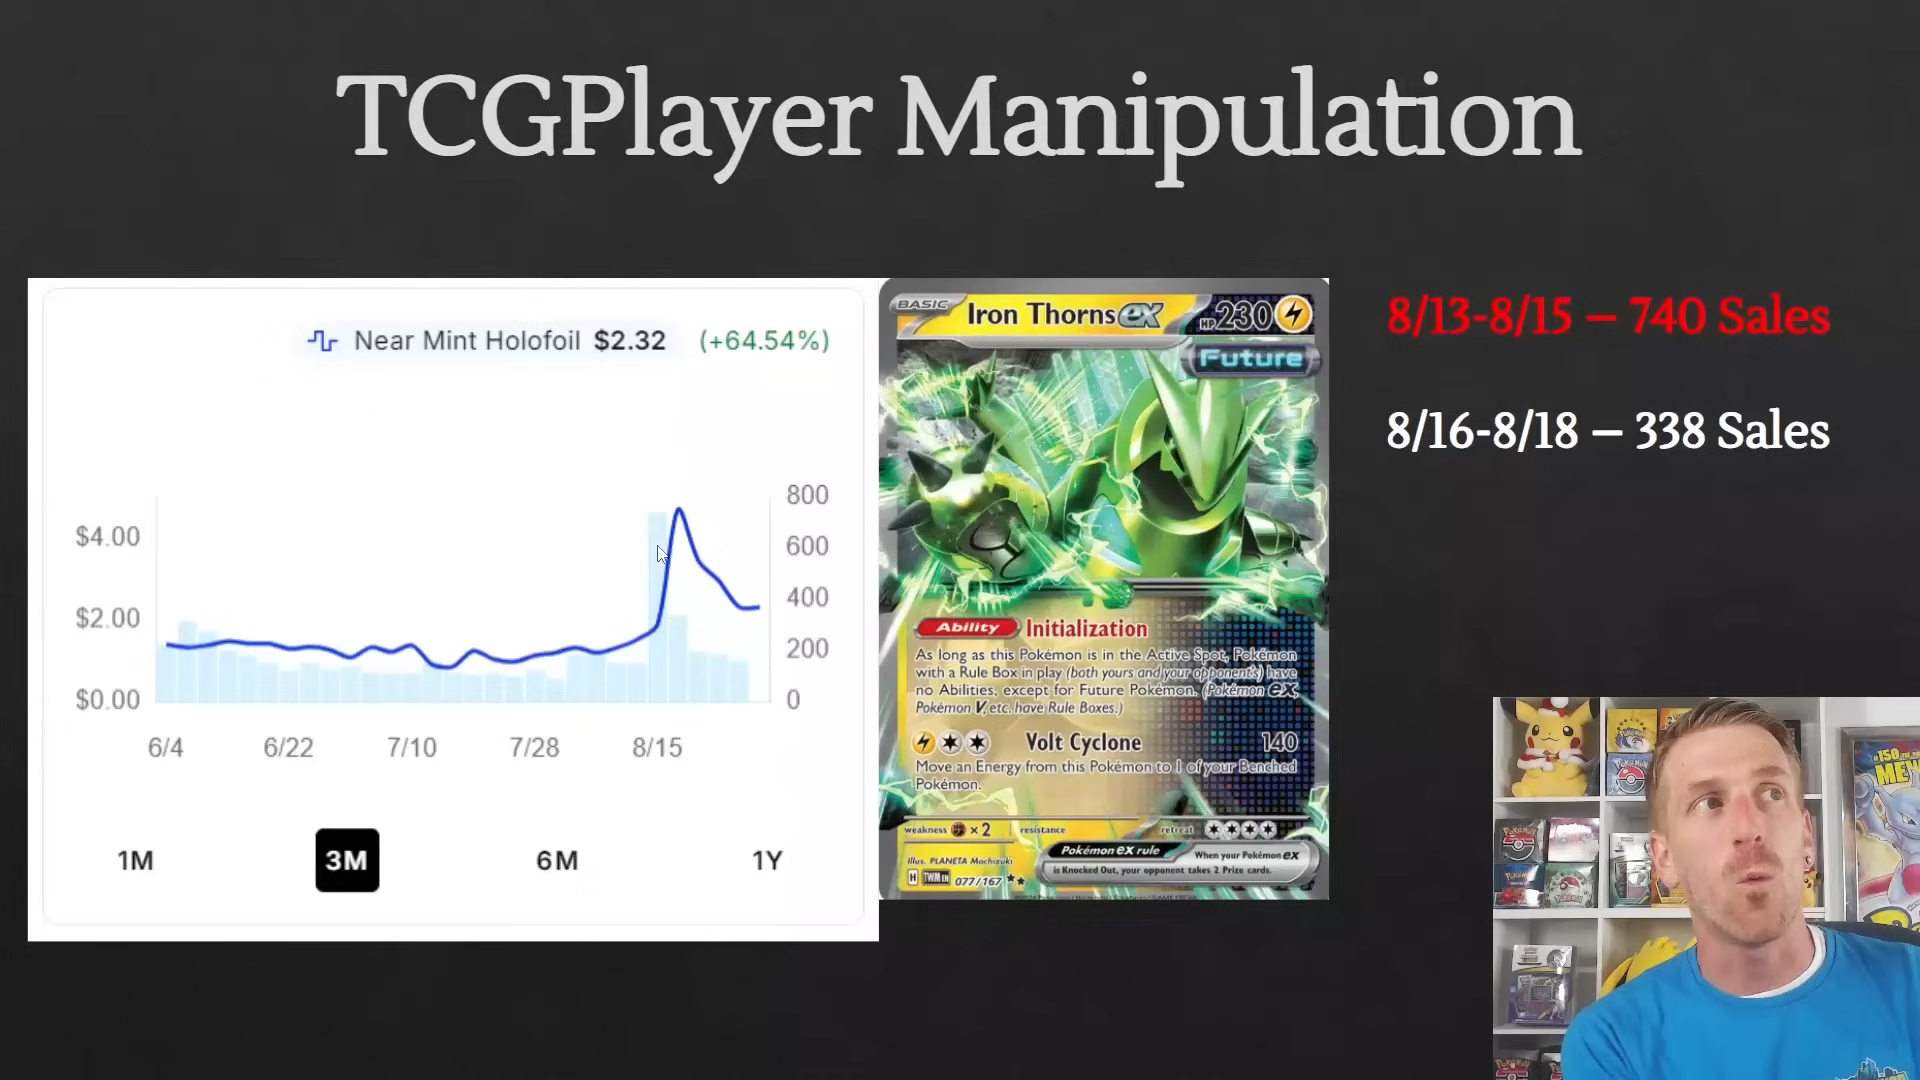 TCGPlayer Manipulation
Near Mint Holofoil $2.32 (+64.54%)
$4.00
$2.00
$0.00
800
600
400
200
0
6/4 6/22 7/10 7/28 8/15
1M 3M 6M 1Y
BASIC Iron Thorns ex HP 230
Future
Ability Initialization
As long as this Pokémon is in the Active Spot, Pokémon
with a Rule Box in play (both yours and your opponent's) have
no Abilities, except for Future Pokémon. (Pokémon ex,
Pokémon V, etc. have Rule Boxes.)
Volt Cyclone 140
Move an Energy from this Pokémon to 1 of your Benched
Pokémon.
weakness ×2 resistance retreat
Illus. PLANETA Mochizuki
H TWM EN 077/167
Pokémon ex rule When your Pokémon ex
is Knocked Out, your opponent takes 2 Prize cards.
8/13-8/15 – 740 Sales
8/16-8/18 – 338 Sales
#150